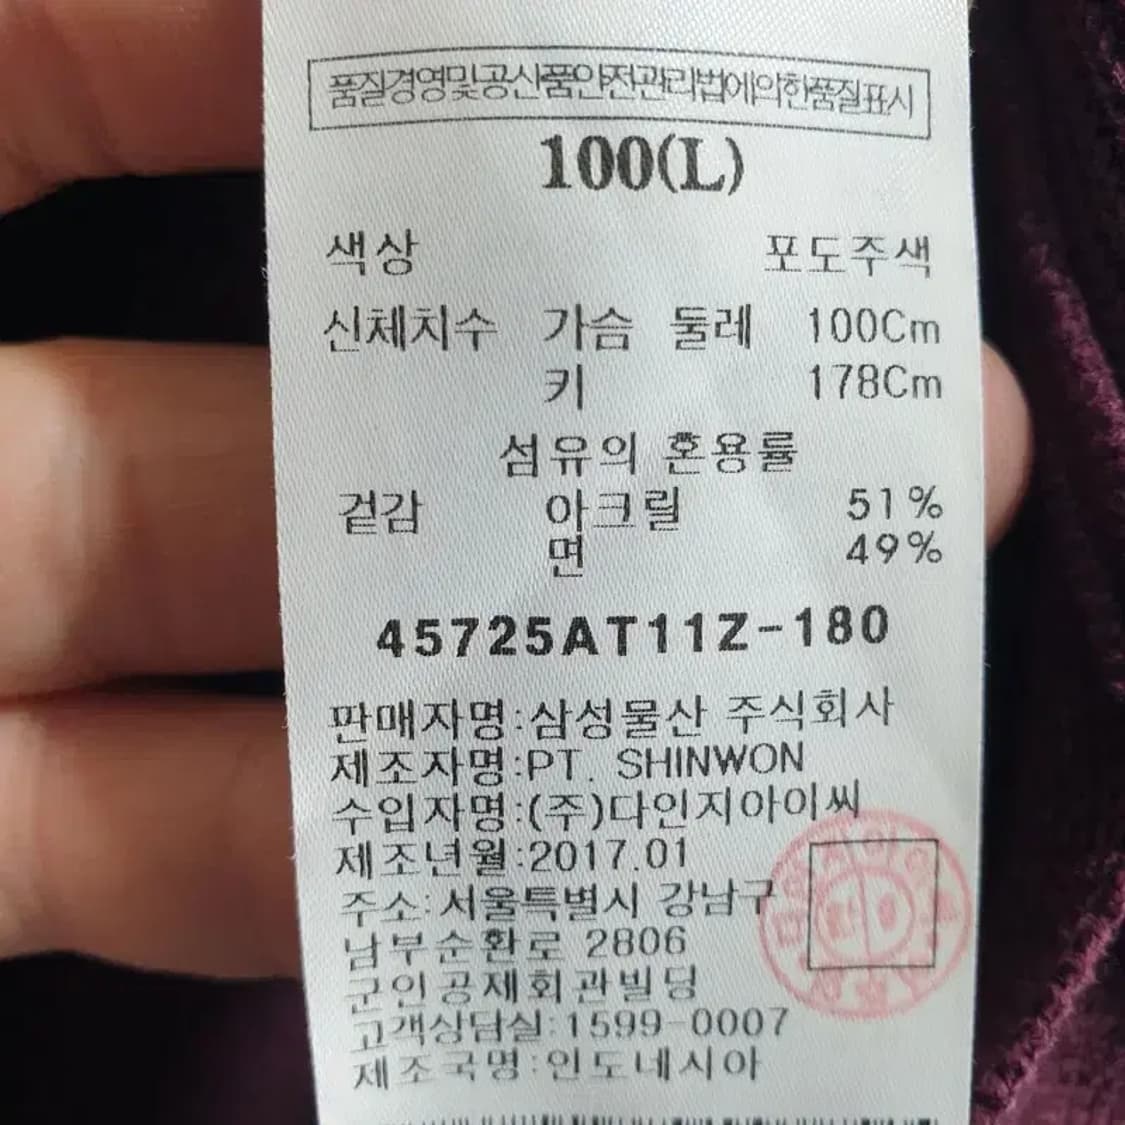 품질경영및공산품안전관리법에의한품질표시
100(L)
색상 포도주색
신체치수 가슴 둘레 100Cm
키 178Cm
섬유의 혼용률
겉감 아크릴 51%
면 49%
45725AT11Z-180
판매자명:삼성물산 주식회사
제조자명:PT. SHINWON
수입자명:(주)다인지아이씨
제조년월:2017.01
주소:서울특별시 강남구
남부순환로 2806
군인공제회관빌딩
고객상담실:1599-0007
제조국명:인도네시아